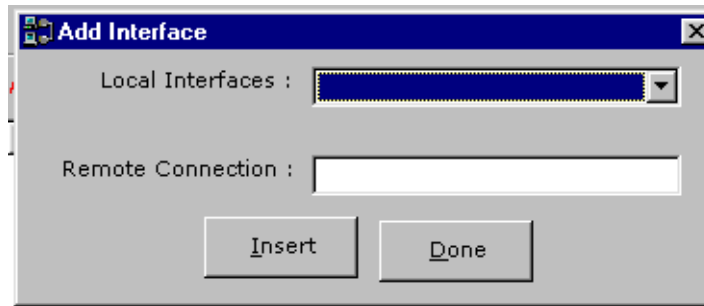 Add Interface
Local Interfaces :
Remote Connection :
Insert
Done